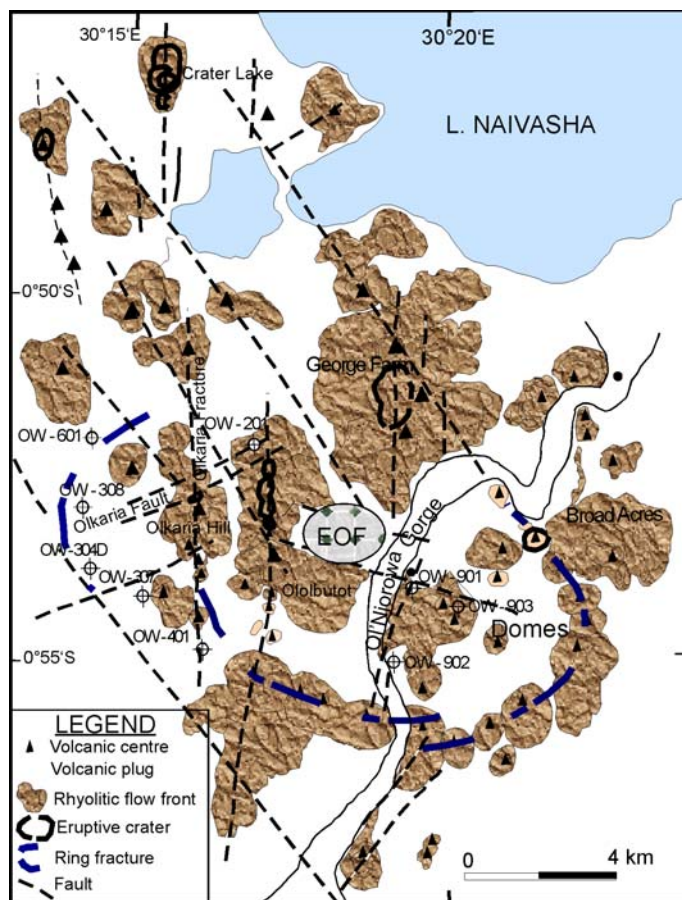 30°15'E
30°20'E
Crater Lake
L. NAIVASHA
0°50'S
George Farm
Olkaria Fracture
OW-201
OW-601
OW-308
Olkaria Fault
Olkaria Hill
EOF
Ol'Njorowa Gorge
Broad Acres
OW-304D
OW-307
Ololbutot
OW-901
OW-903
Domes
OW-401
OW-902
0°55'S
LEGEND
Volcanic centre
Volcanic plug
Rhyolitic flow front
Eruptive crater
Ring fracture
Fault
0 4 km